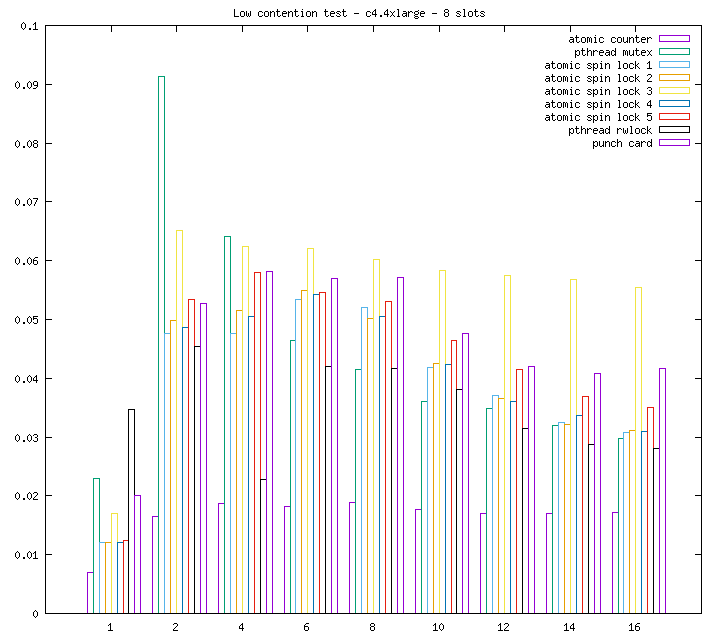 Low contention test - c4.4xlarge - 8 slots
0.1
0.09
0.08
0.07
0.06
0.05
0.04
0.03
0.02
0.01
0
atomic counter
pthread mutex
atomic spin lock 1
atomic spin lock 2
atomic spin lock 3
atomic spin lock 4
atomic spin lock 5
pthread rwlock
punch card
1 2 4 6 8 10 12 14 16